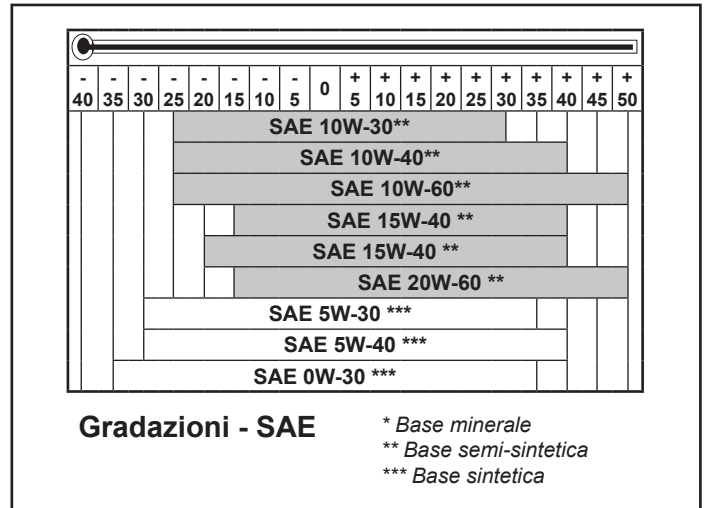 - - - - - - - - 0 + + + + + + + + + +
40 35 30 25 20 15 10 5 5 10 15 20 25 30 35 40 45 50
SAE 10W-30**
SAE 10W-40**
SAE 10W-60**
SAE 15W-40 **
SAE 15W-40 **
SAE 20W-60 **
SAE 5W-30 ***
SAE 5W-40 ***
SAE 0W-30 ***
Gradazioni - SAE
* Base minerale
** Base semi-sintetica
*** Base sintetica